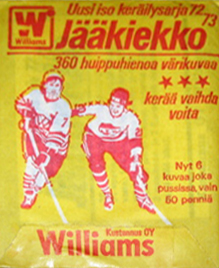 Uusi iso keräilysarja 72
73
W
Williams
Jääkiekko
360 huippuhienoa värikuvaa
★★★
kerää vaihda
voita
7
Nyt 6
kuvaa joka
pussissa, vain
50 penniä
Kustannus OY
Williams